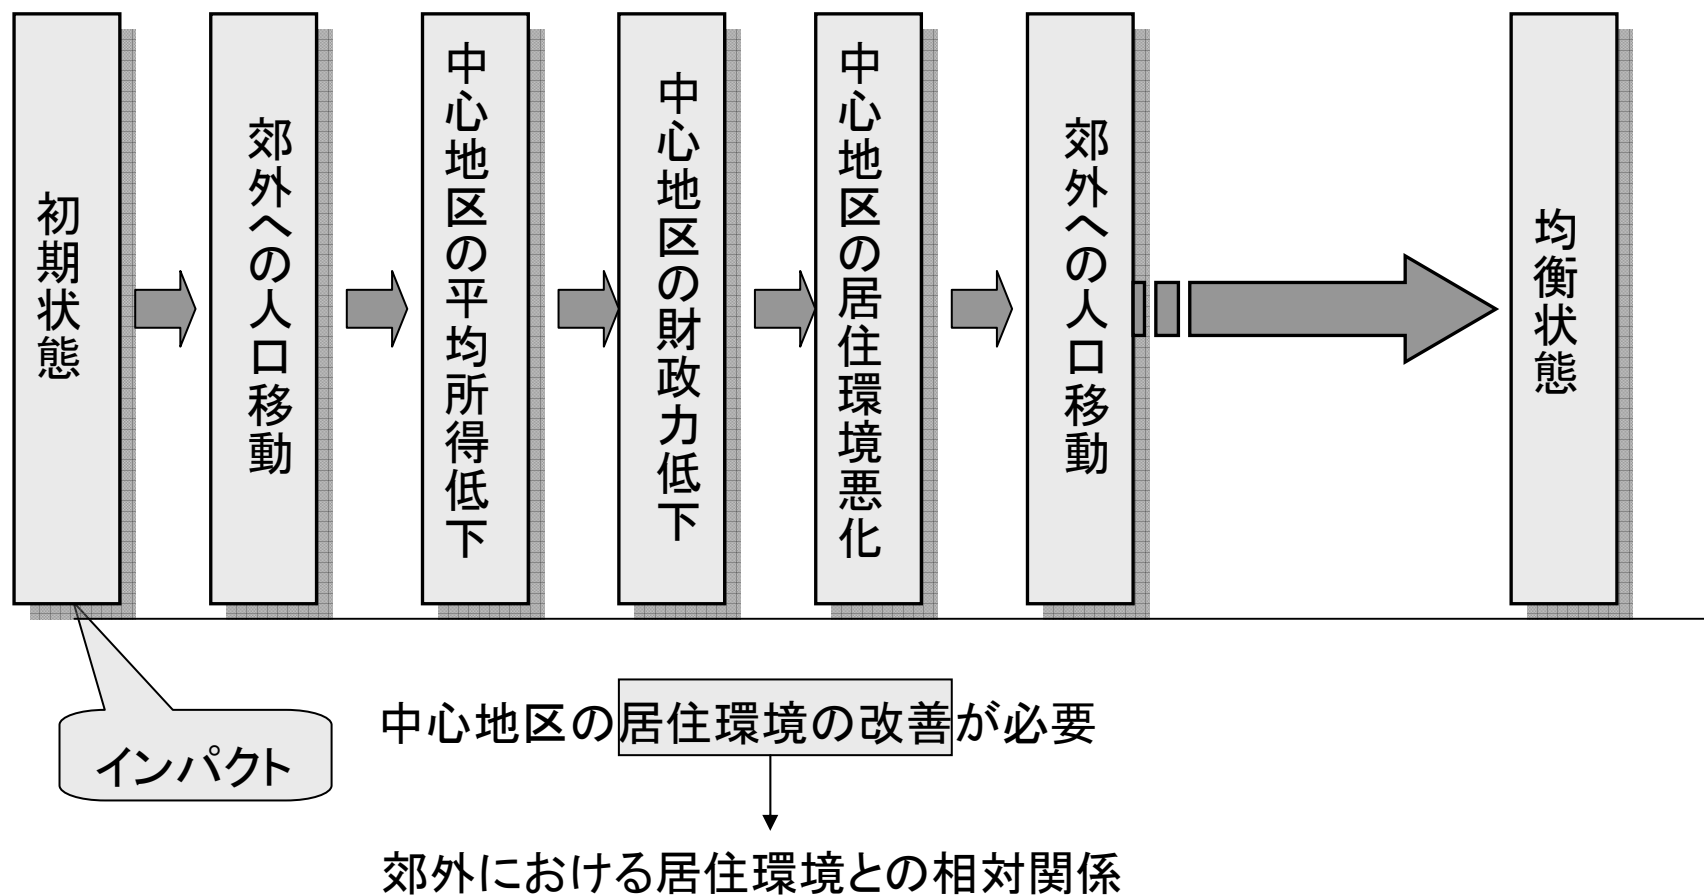 初期状態
郊外への人口移動
中心地区の平均所得低下
中心地区の財政力低下
中心地区の居住環境悪化
郊外への人口移動
均衡状態
インパクト
中心地区の居住環境の改善が必要
郊外における居住環境との相対関係